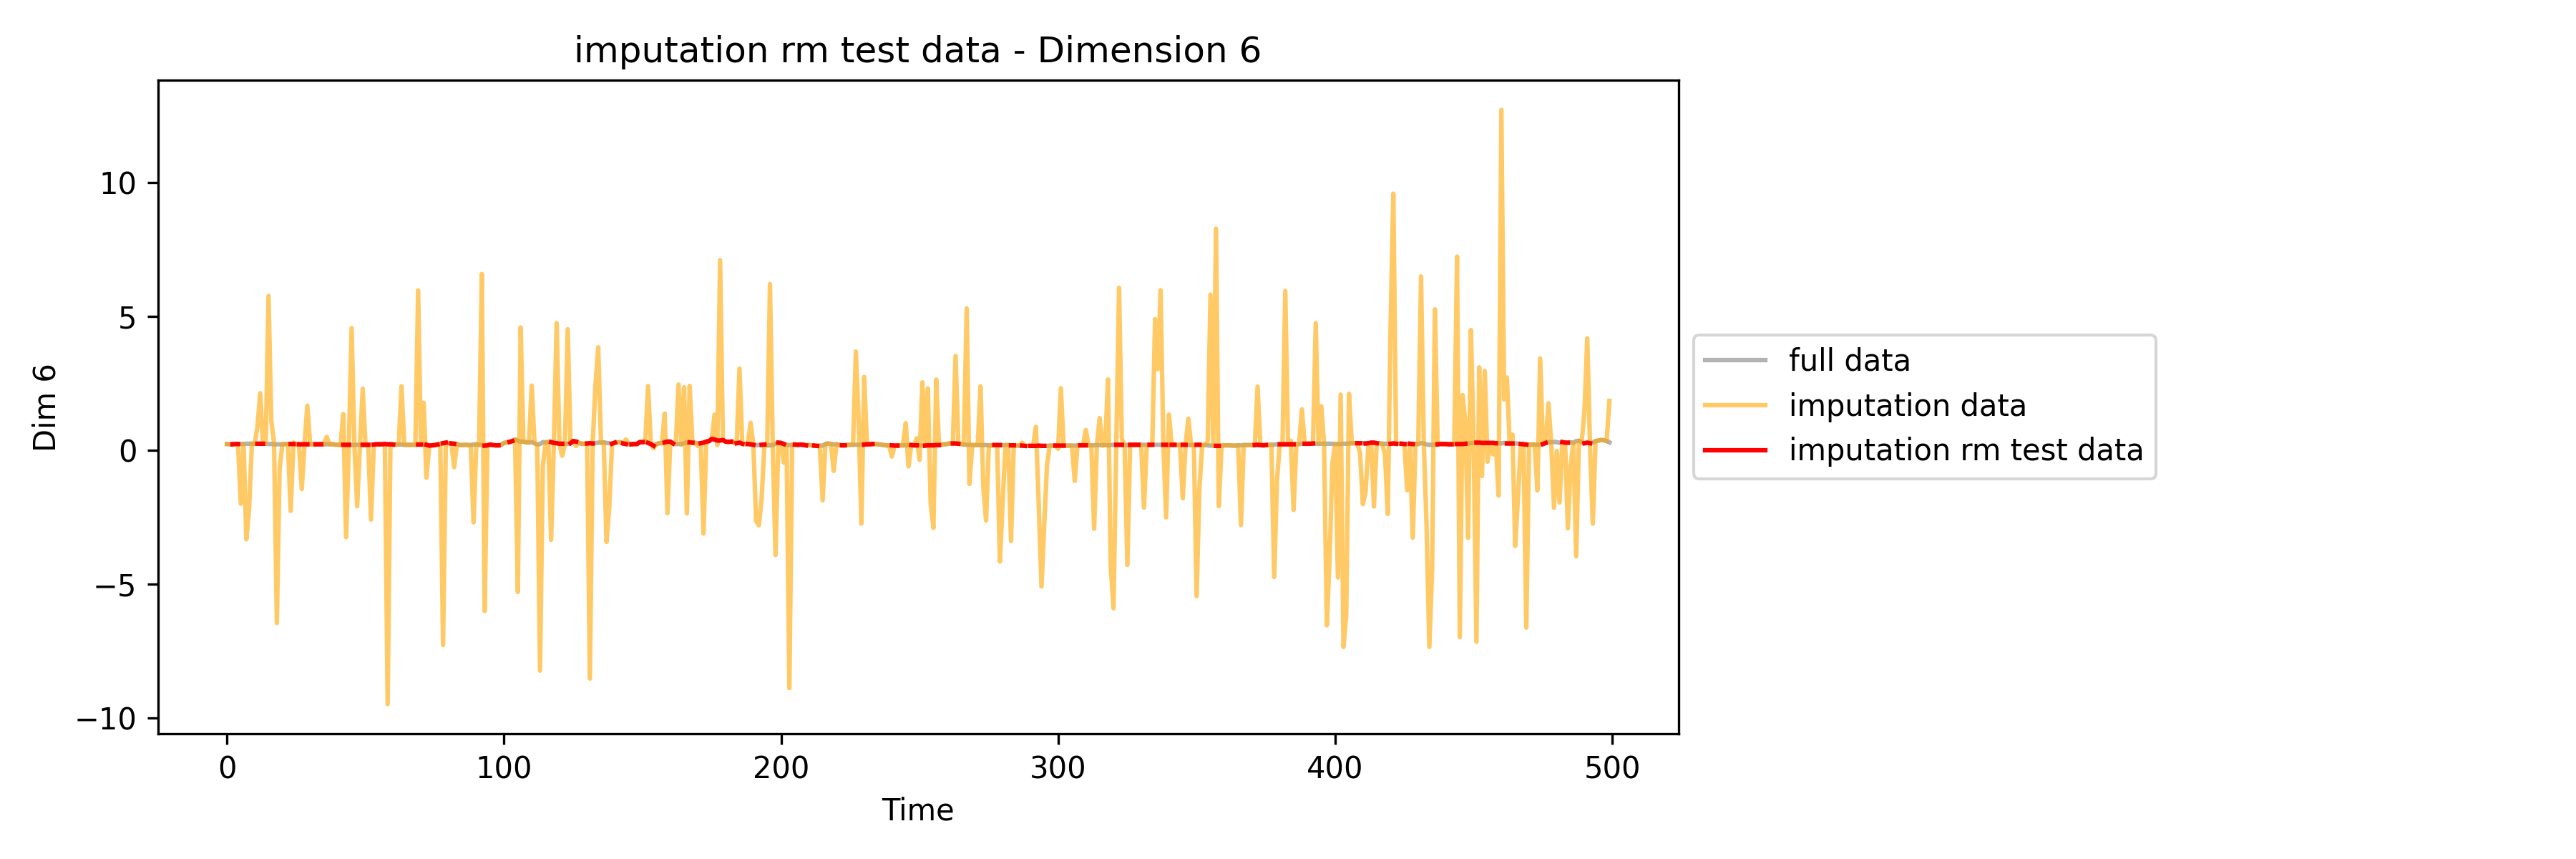 imputation rm test data - Dimension 6
10
5
0
−5
−10
Dim 6
0 100 200 300 400 500
Time
full data
imputation data
imputation rm test data